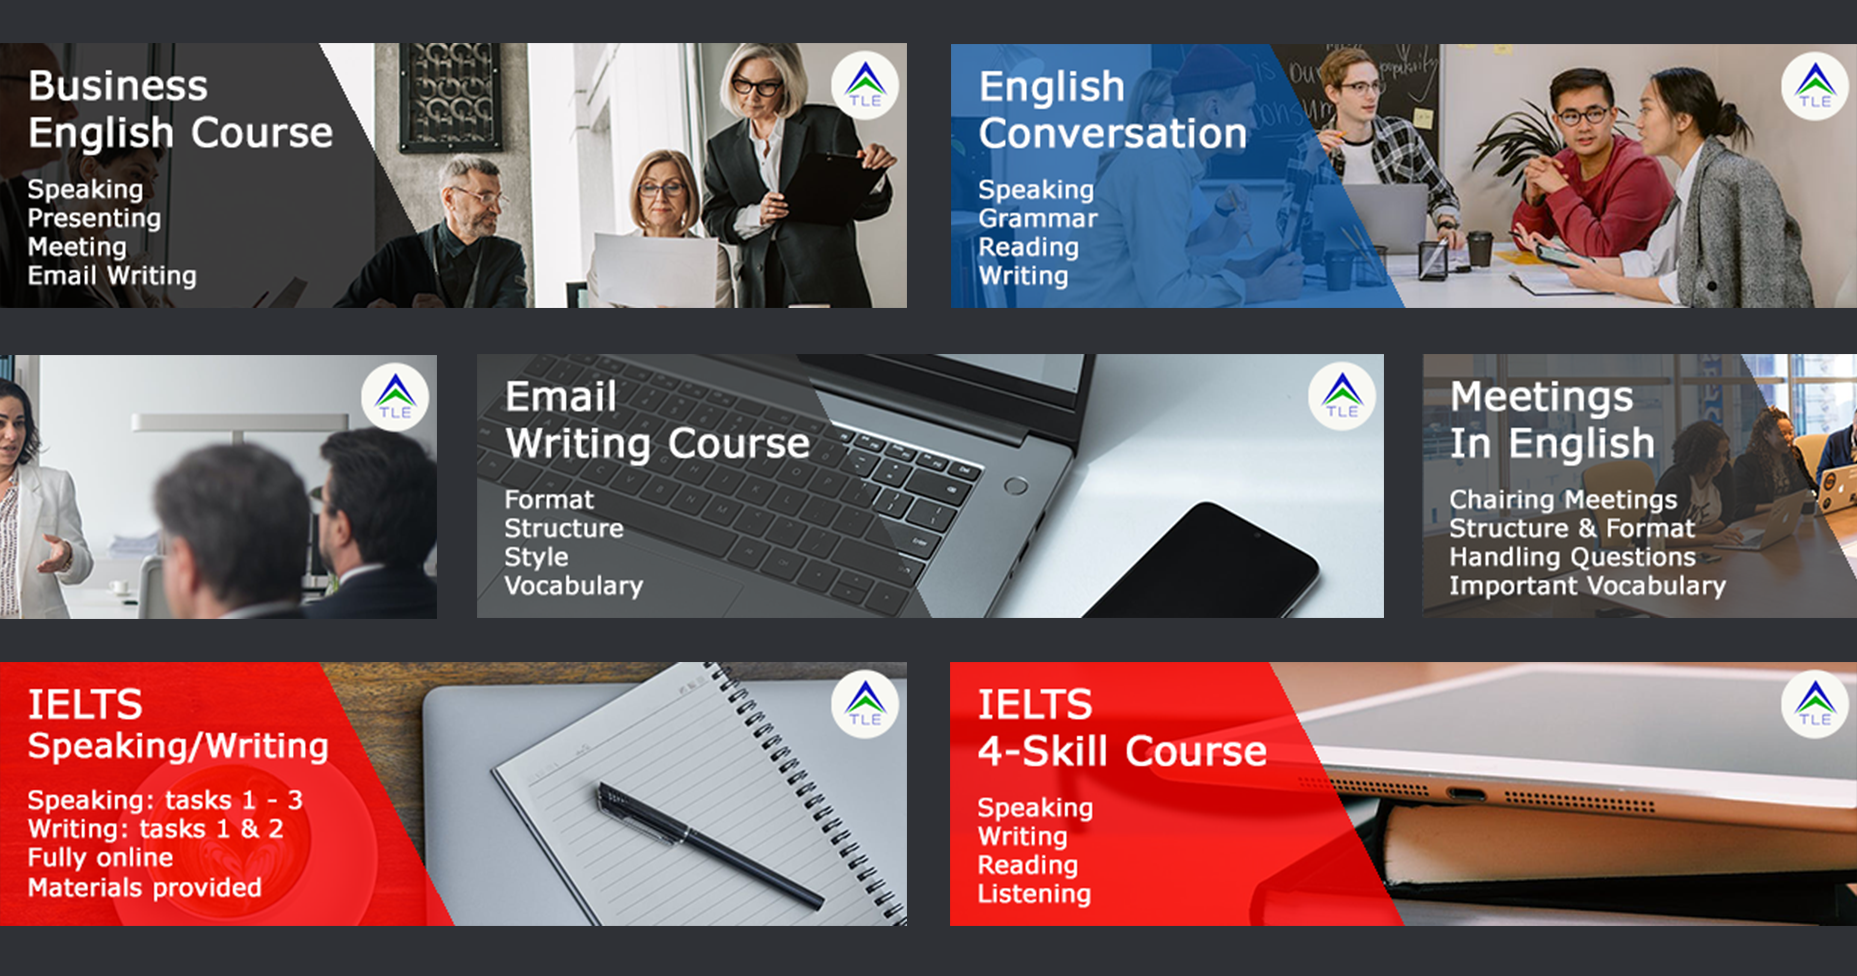 Business
English Course
Speaking
Presenting
Meeting
Email Writing
TLE
English
Conversation
Speaking
Grammar
Reading
Writing
TLE
TLE
Email
Writing Course
Format
Structure
Style
Vocabulary
TLE
Meetings
In English
Chairing Meetings
Structure & Format
Handling Questions
Important Vocabulary
IELTS
Speaking/Writing
Speaking: tasks 1 - 3
Writing: tasks 1 & 2
Fully online
Materials provided
TLE
IELTS
4-Skill Course
Speaking
Writing
Reading
Listening
TLE